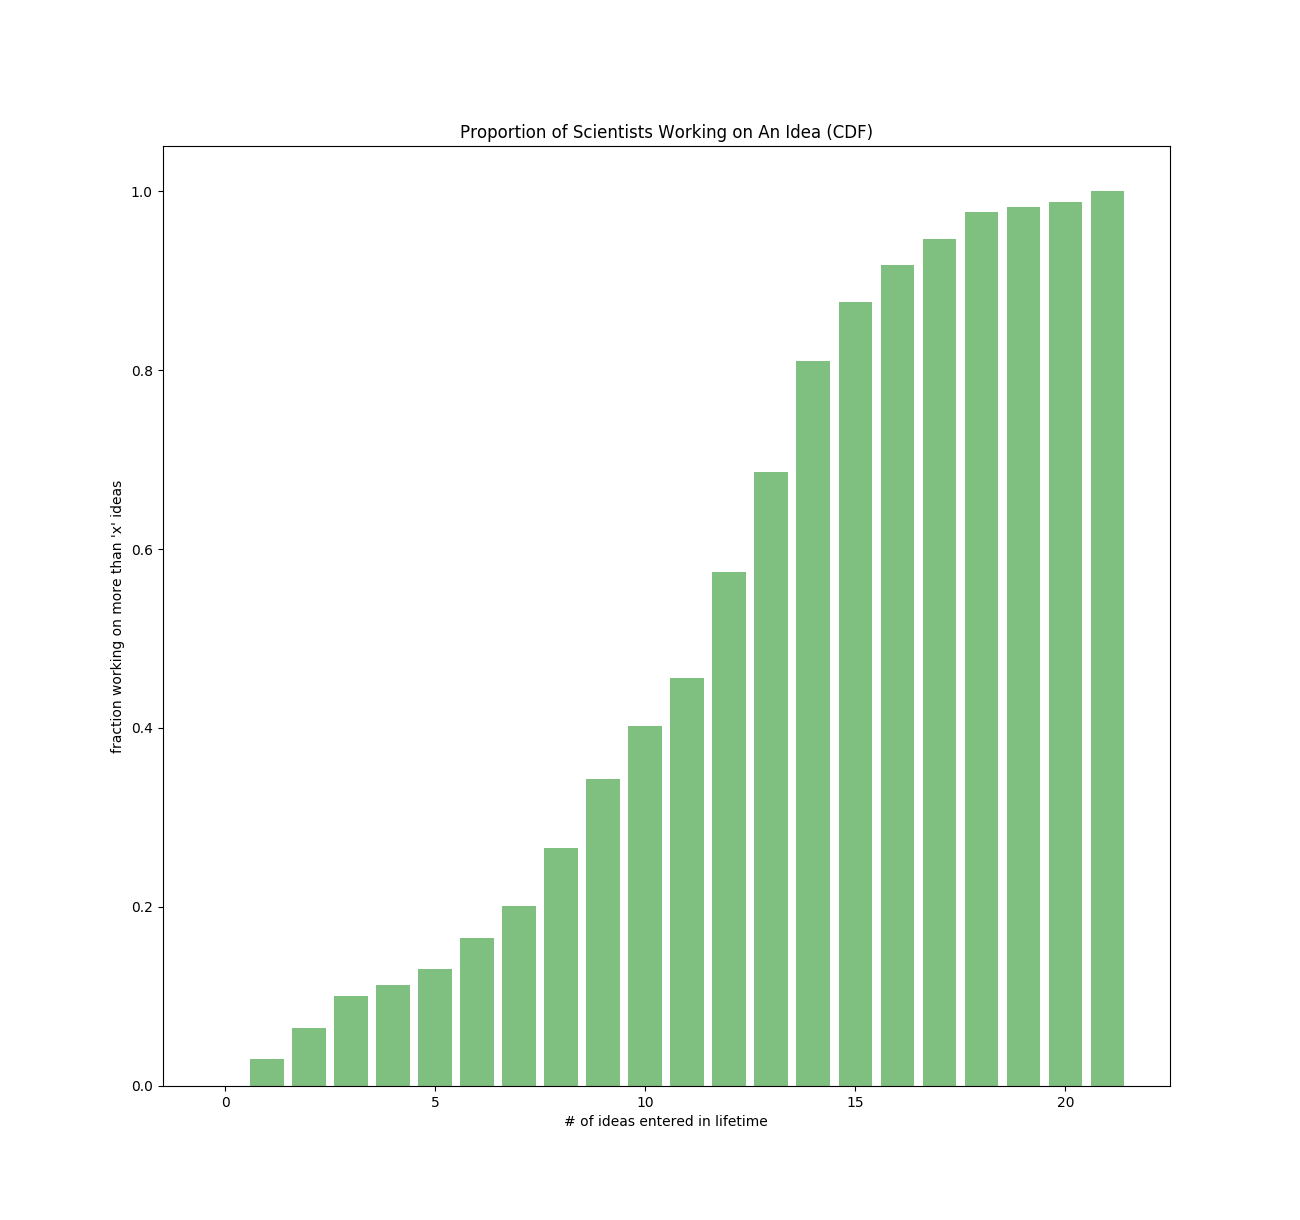 Proportion of Scientists Working on An Idea (CDF)
1.0
0.8
0.6
0.4
0.2
0.0
fraction working on more than 'x' ideas
0 5 10 15 20
# of ideas entered in lifetime